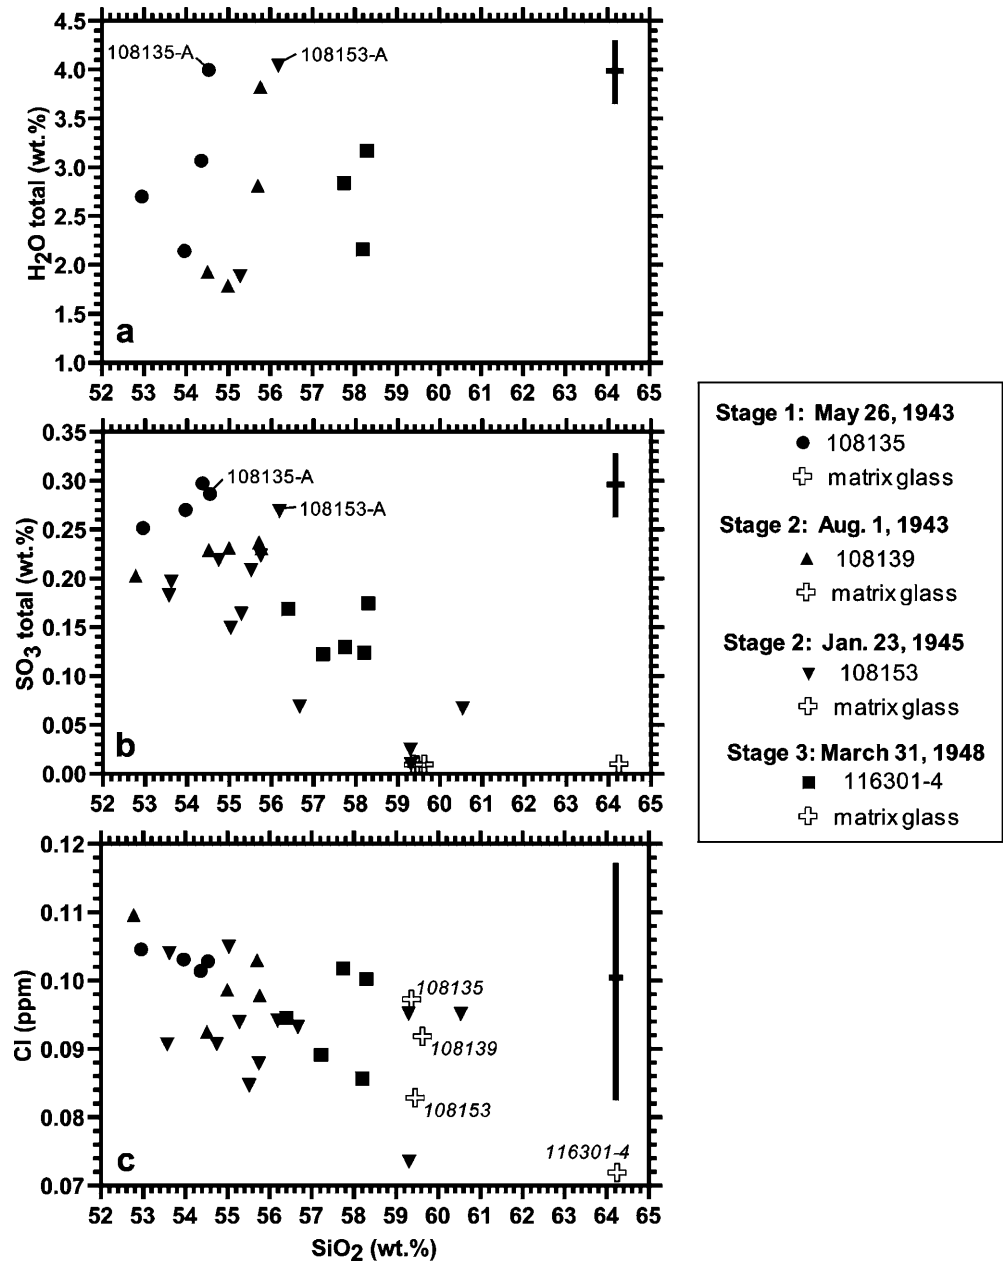 4.5
108135-A
108153-A
4.0
3.5
3.0
2.5
2.0
1.5
1.0
H2O total (wt.%)
a
52 53 54 55 56 57 58 59 60 61 62 63 64 65
0.35
0.30
0.25
0.20
0.15
0.10
0.05
0.00
SO3 total (wt.%)
108135-A
108153-A
b
52 53 54 55 56 57 58 59 60 61 62 63 64 65
0.12
0.11
0.10
0.09
0.08
0.07
Cl (ppm)
108135
108139
108153
116301-4
c
52 53 54 55 56 57 58 59 60 61 62 63 64 65
SiO2 (wt.%)
Stage 1: May 26, 1943
108135
matrix glass
Stage 2: Aug. 1, 1943
108139
matrix glass
Stage 2: Jan. 23, 1945
108153
matrix glass
Stage 3: March 31, 1948
116301-4
matrix glass